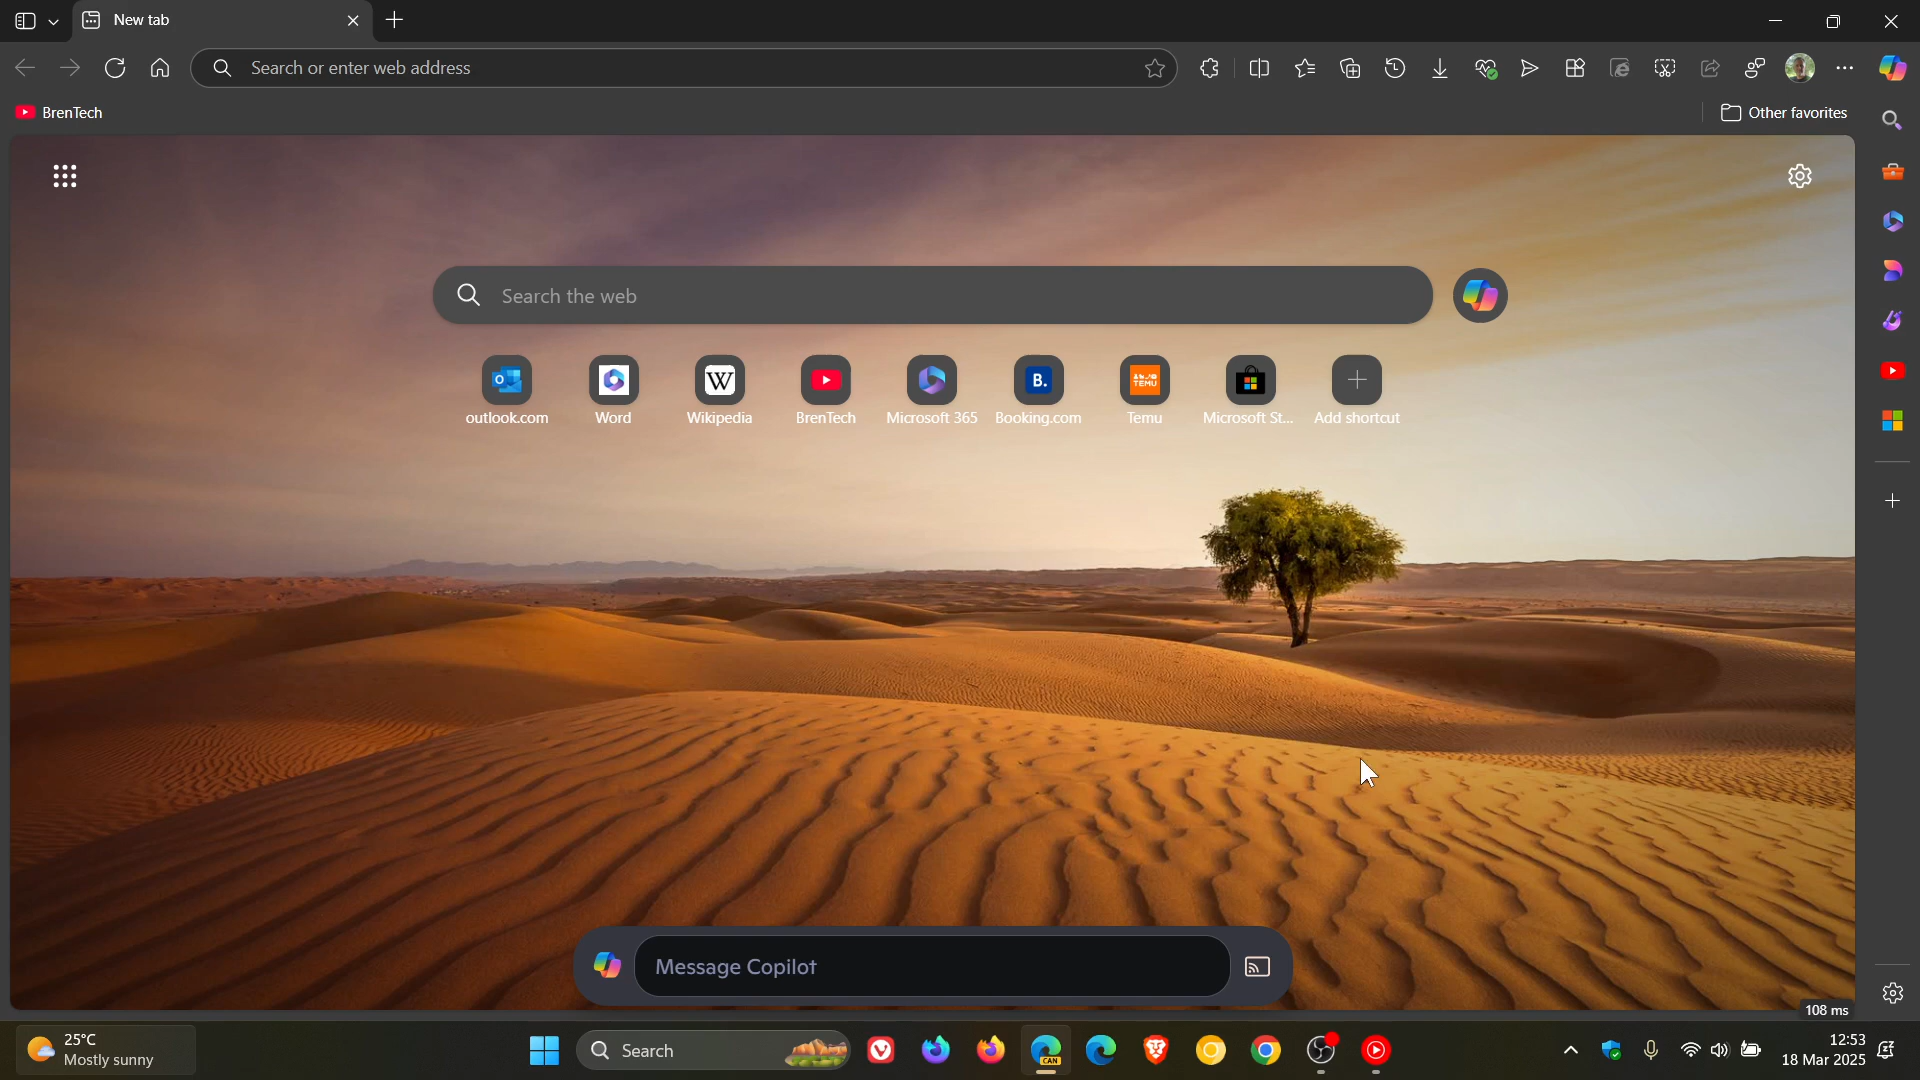 New tab
Search or enter web address
BrenTech
Other favorites
Search the web
outlook.com
Word
W
Wikipedia
BrenTech
Microsoft 365
B.
Booking.com
TEMU
Temu
Microsoft St...
Add shortcut
Message Copilot
108 ms
25°C
Mostly sunny
Search
CAN
12:53
18 Mar 2025